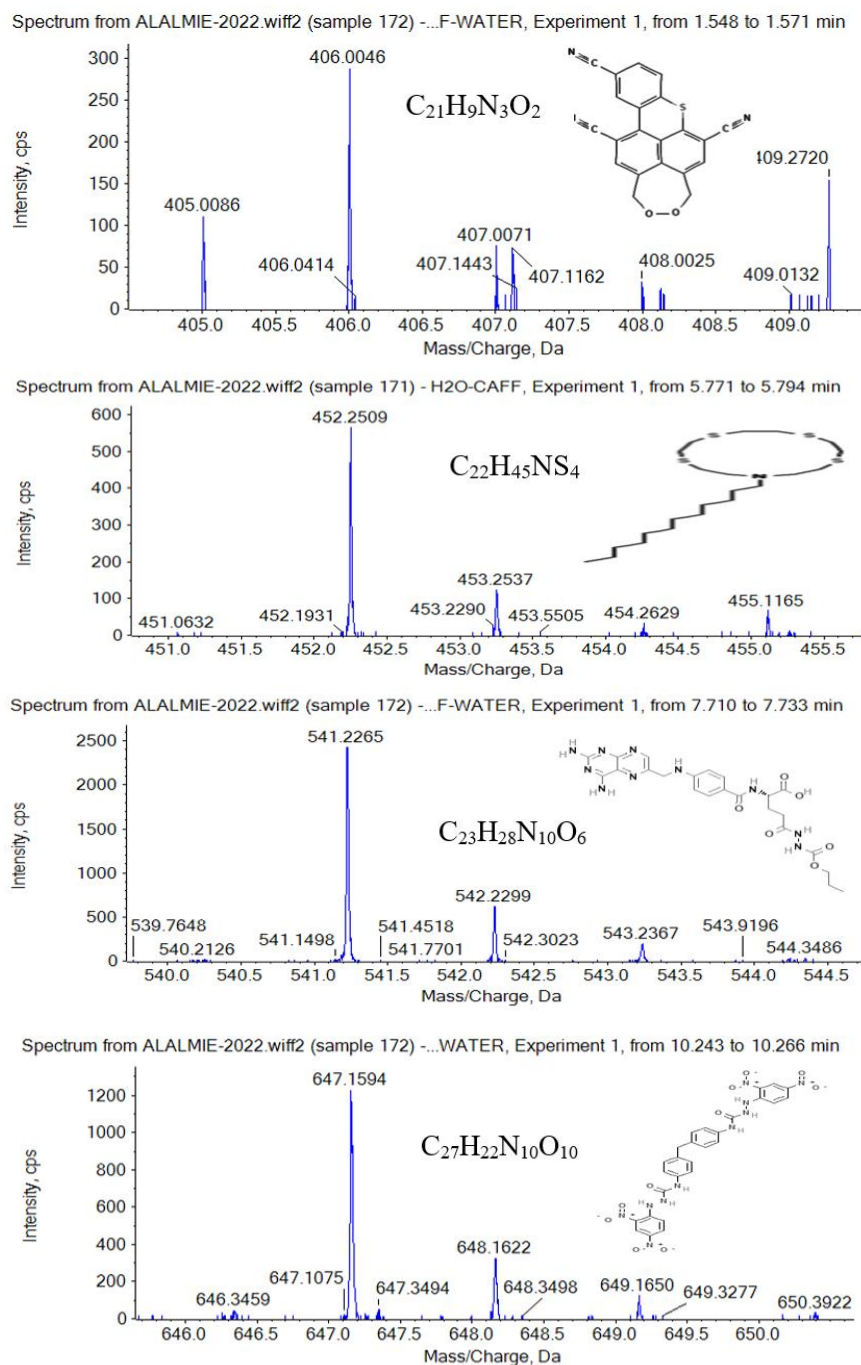 Spectrum from ALALMIE-2022.wiff2 (sample 172) -...F-WATER, Experiment 1, from 1.548 to 1.571 min
Intensity, cps
300
200
150
100
50
0
406.0046
405.0086
406.0414
407.0071
407.1443
407.1162
408.0025
409.0132
409.2720
C21H9N3O2
N
S
N
I
O
O
405.0 405.5 406.0 406.5 407.0 407.5 408.0 408.5 409.0
Mass/Charge, Da
Spectrum from ALALMIE-2022.wiff2 (sample 171) - H2O-CAFF, Experiment 1, from 5.771 to 5.794 min
Intensity, cps
600
500
400
300
200
100
0
452.2509
451.0632
452.1931
453.2537
453.2290
453.5505
454.2629
455.1165
C22H45NS4
S S
S S
N
451.0 451.5 452.0 452.5 453.0 453.5 454.0 454.5 455.0 455.5
Mass/Charge, Da
Spectrum from ALALMIE-2022.wiff2 (sample 172) -...F-WATER, Experiment 1, from 7.710 to 7.733 min
Intensity, cps
2500
2000
1500
1000
500
0
541.2265
539.7648
540.2126
541.1498
541.4518
541.7701
542.2299
542.3023
543.2367
543.9196
544.3486
C23H28N10O6
540.0 540.5 541.0 541.5 542.0 542.5 543.0 543.5 544.0 544.5
Mass/Charge, Da
Spectrum from ALALMIE-2022.wiff2 (sample 172) -...WATER, Experiment 1, from 10.243 to 10.266 min
Intensity, cps
1200
1000
800
600
400
200
0
647.1594
646.3459
647.1075
647.3494
648.1622
648.3498
649.1650
649.3277
650.3922
C27H22N10O10
646.0 646.5 647.0 647.5 648.0 648.5 649.0 649.5 650.0
Mass/Charge, Da